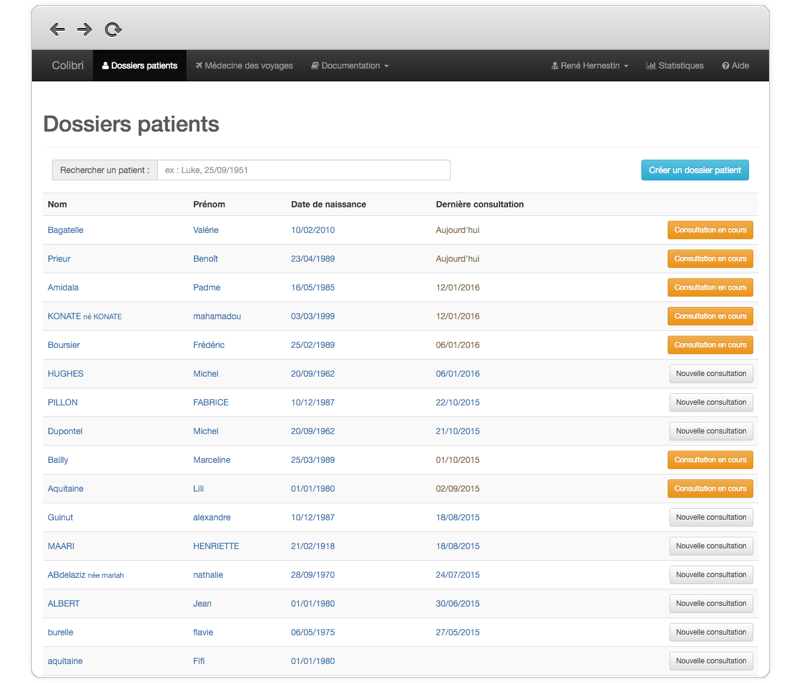 Colibri Dossiers patients Médecine des voyages Documentation René Hernestin Statistiques Aide
Dossiers patients
Rechercher un patient : ex : Luke, 25/09/1951 Créer un dossier patient
Nom Prénom Date de naissance Dernière consultation
Bagatelle Valérie 10/02/2010 Aujourd'hui Consultation en cours
Prieur Benoît 23/04/1989 Aujourd'hui Consultation en cours
Amidala Padme 16/05/1985 12/01/2016 Consultation en cours
KONATE né KONATE mahamadou 03/03/1999 12/01/2016 Consultation en cours
Boursier Frédéric 25/02/1989 06/01/2016 Consultation en cours
HUGHES Michel 20/09/1962 06/01/2016 Nouvelle consultation
PILLON FABRICE 10/12/1987 22/10/2015 Nouvelle consultation
Dupontel Michel 20/09/1962 21/10/2015 Nouvelle consultation
Bailly Marceline 25/03/1989 01/10/2015 Consultation en cours
Aquitaine Lili 01/01/1980 02/09/2015 Consultation en cours
Guinut alexandre 10/12/1987 18/08/2015 Nouvelle consultation
MAARI HENRIETTE 21/02/1918 18/08/2015 Nouvelle consultation
ABdelaziz née mariah nathalie 28/09/1970 24/07/2015 Nouvelle consultation
ALBERT Jean 01/01/1980 30/06/2015 Nouvelle consultation
burelle flavie 06/05/1975 27/05/2015 Nouvelle consultation
aquitaine Fifi 01/01/1980 Nouvelle consultation